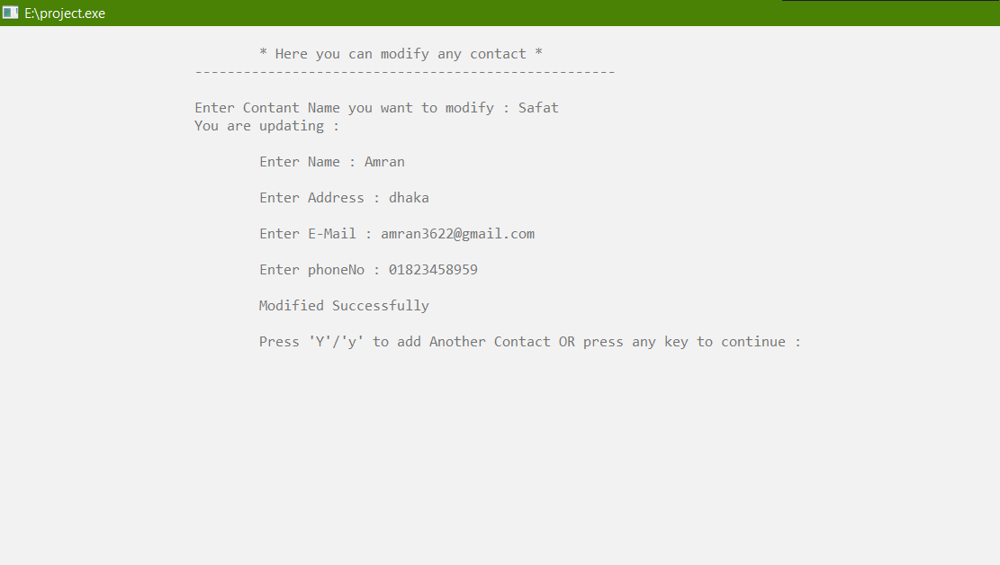 E:\project.exe
* Here you can modify any contact *
----------------------------------------------------
Enter Contant Name you want to modify : Safat
You are updating :
Enter Name : Amran
Enter Address : dhaka
Enter E-Mail : amran3622@gmail.com
Enter phoneNo : 01823458959
Modified Successfully
Press 'Y'/'y' to add Another Contact OR press any key to continue :